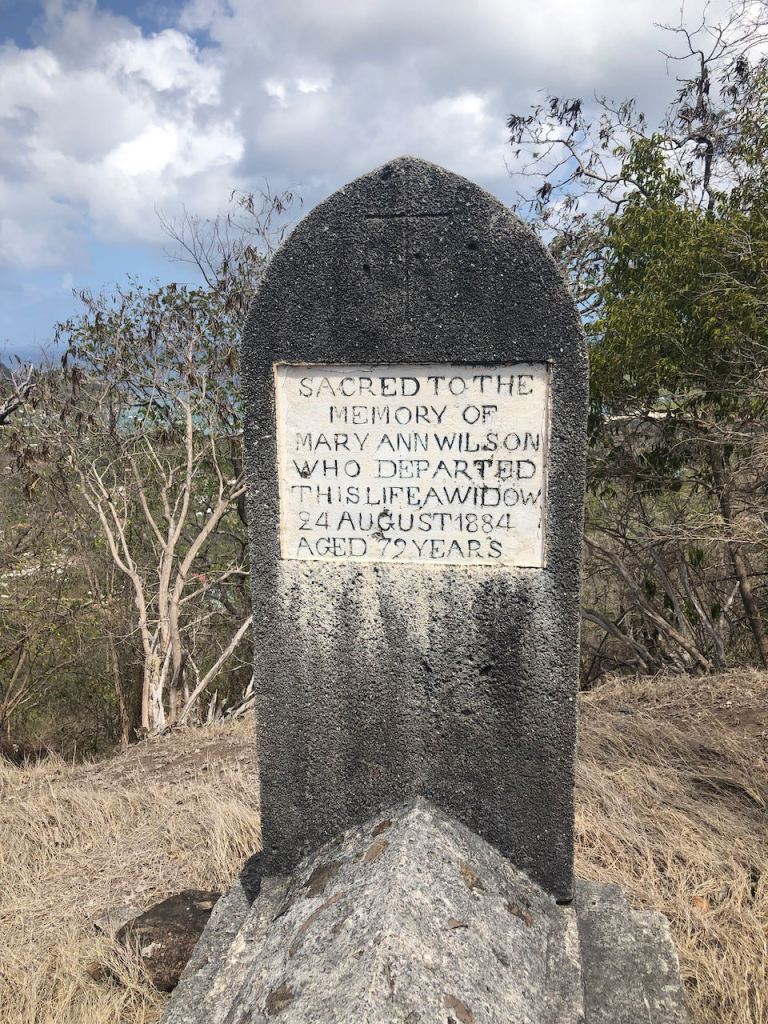 SACRED TO THE
MEMORY OF
MARY ANN WILSON
WHO DEPARTED
THIS LIFE A WIDOW
24 AUGUST 1884
AGED 72 YEARS